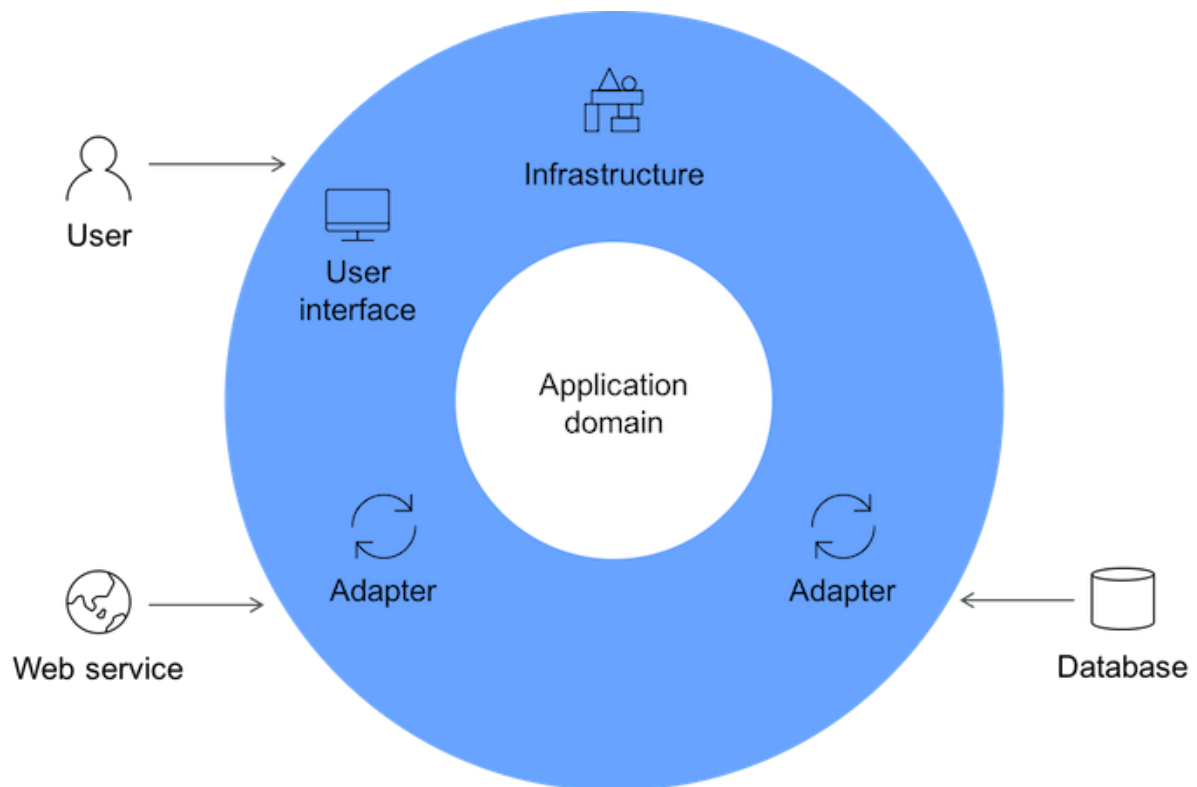 Infrastructure
User
User
interface
Application
domain
Adapter
Adapter
Web service
Database